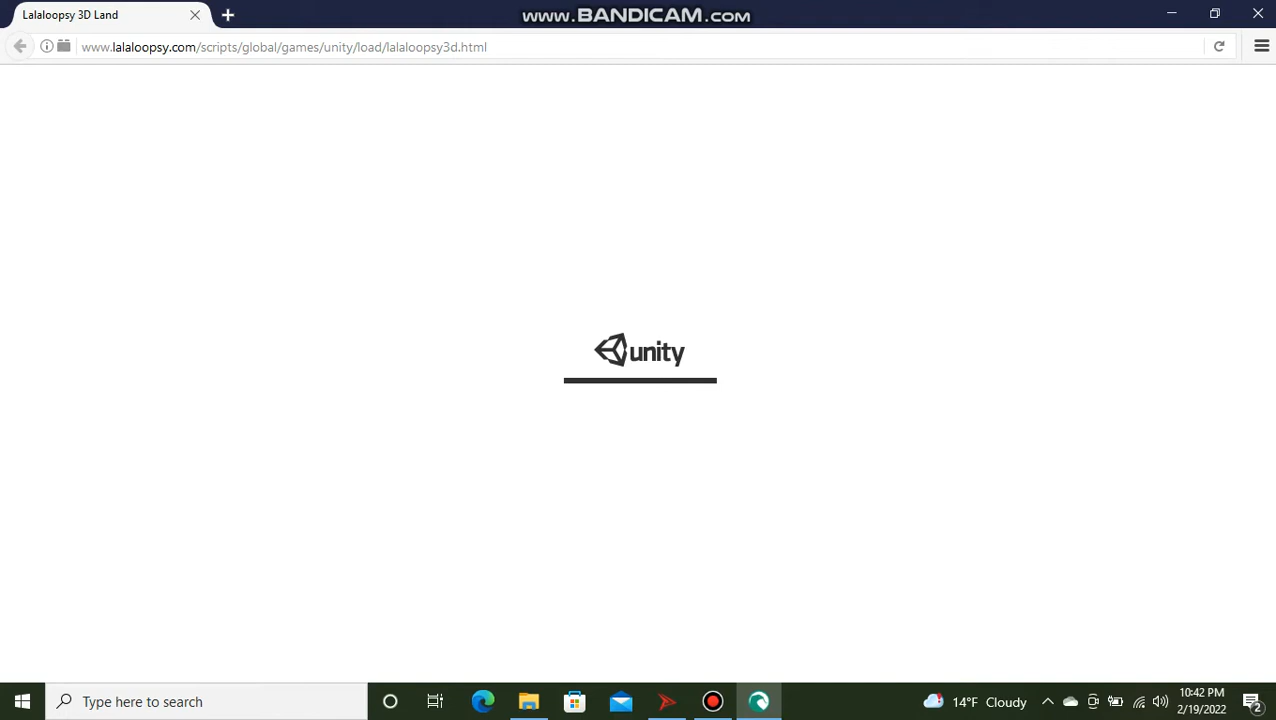 Lalaloopsy 3D Land
www.BANDICAM.com
www.lalaloopsy.com/scripts/global/games/unity/load/lalaloopsy3d.html
unity
Type here to search
14°F Cloudy
10:42 PM
2/19/2022
2